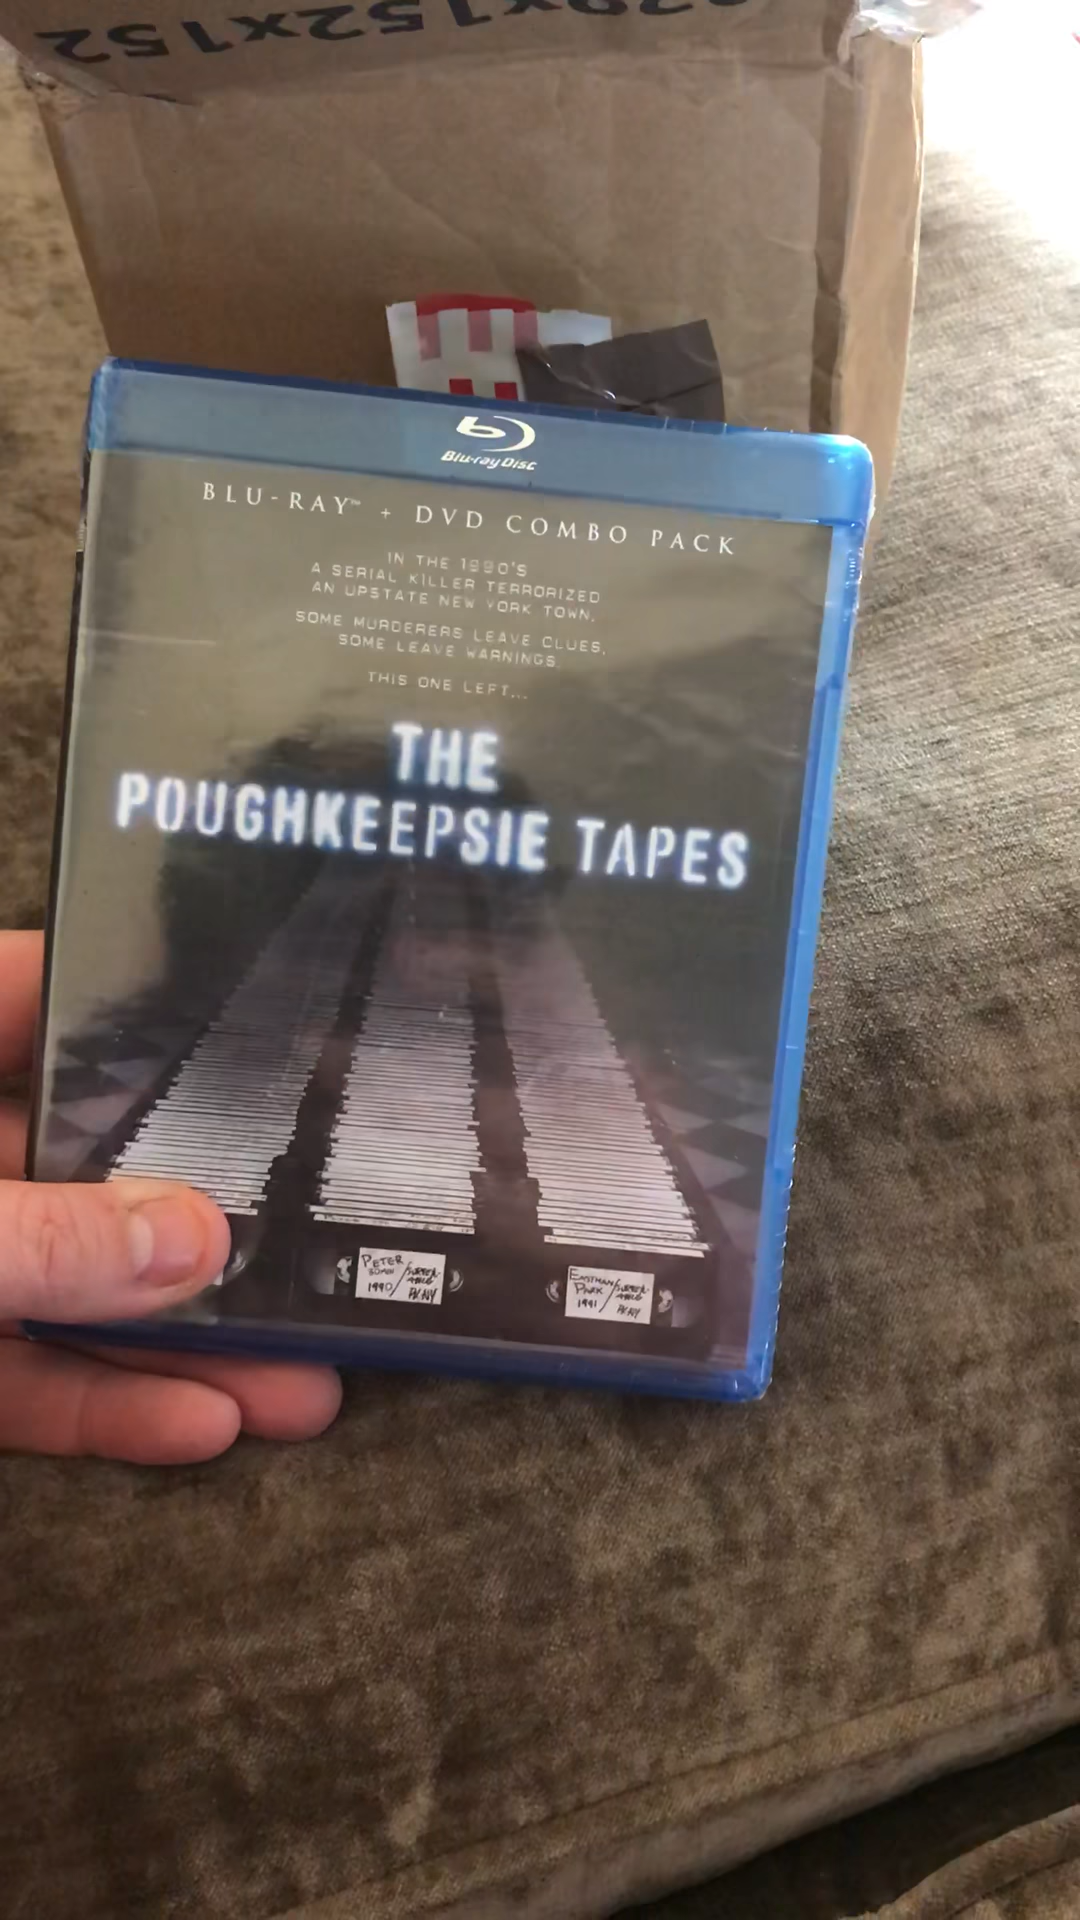 Blu-ray Disc
BLU-RAY™ + DVD COMBO PACK
IN THE 1990'S
A SERIAL KILLER TERRORIZED
AN UPSTATE NEW YORK TOWN.
SOME MURDERERS LEAVE CLUES.
SOME LEAVE WARNINGS.
THIS ONE LEFT...
THE
POUGHKEEPSIE TAPES
PETER
1990
EASTMAN
PARK
1991